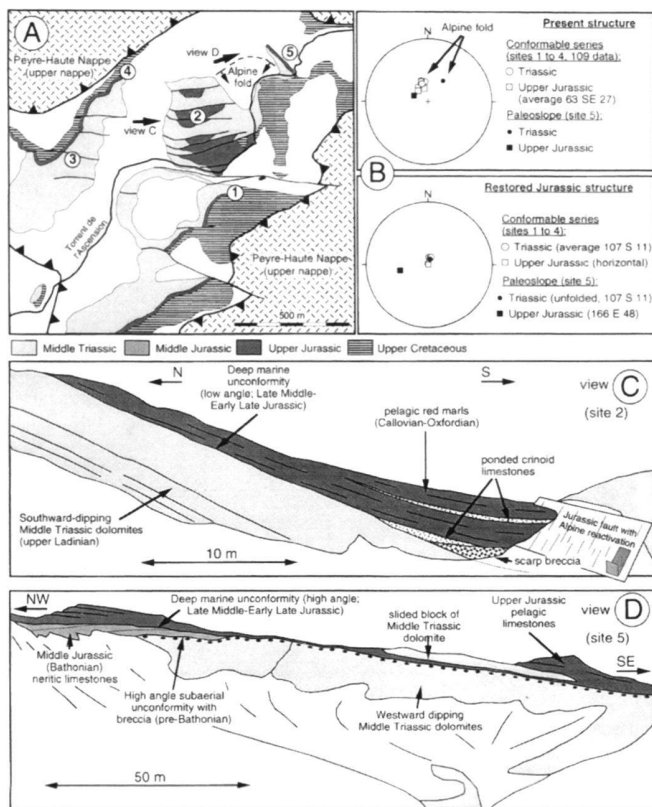 A
Peyre-Haute Nappe
(upper nappe)
4
view D
5
Alpine
fold
2
view C
3
1
Torrent de
l'Ascension
Peyre-Haute Nappe
(upper nappe)
500 m
N
Alpine fold
Present structure
Conformable series
(sites 1 to 4, 109 data)
Triassic
Upper Jurassic
(average 63 SE 27)
Paleoslope (site 5)
Triassic
Upper Jurassic
B
N
Restored Jurassic structure
Conformable series
(sites 1 to 4):
Triassic (average 107 S 11)
Upper Jurassic (horizontal)
Paleoslope (site 5):
Triassic (unfolded, 107 S 11)
Upper Jurassic (166 E 48)
Middle Triassic
Middle Jurassic
Upper Jurassic
Upper Cretaceous
N
Deep marine
unconformity
(low angle; Late Middle-
Early Late Jurassic)
S
view C
(site 2)
pelagic red marls
(Callovian-Oxfordian)
ponded crinoid
limestones
Southward-dipping
Middle Triassic dolomites
(upper Ladinian)
Jurassic fault with
Alpine reactivation
10 m
scarp breccia
NW
Deep marine unconformity (high angle;
Late Middle-Early Late Jurassic)
slided block of
Middle Triassic
dolomite
Upper Jurassic
pelagic
limestones
view D
(site 5)
SE
Middle Jurassic
(Bathonian)
neritic limestones
High angle subaerial
unconformity with
breccia (pre-Bathonian)
Westward dipping
Middle Triassic dolomites
50 m